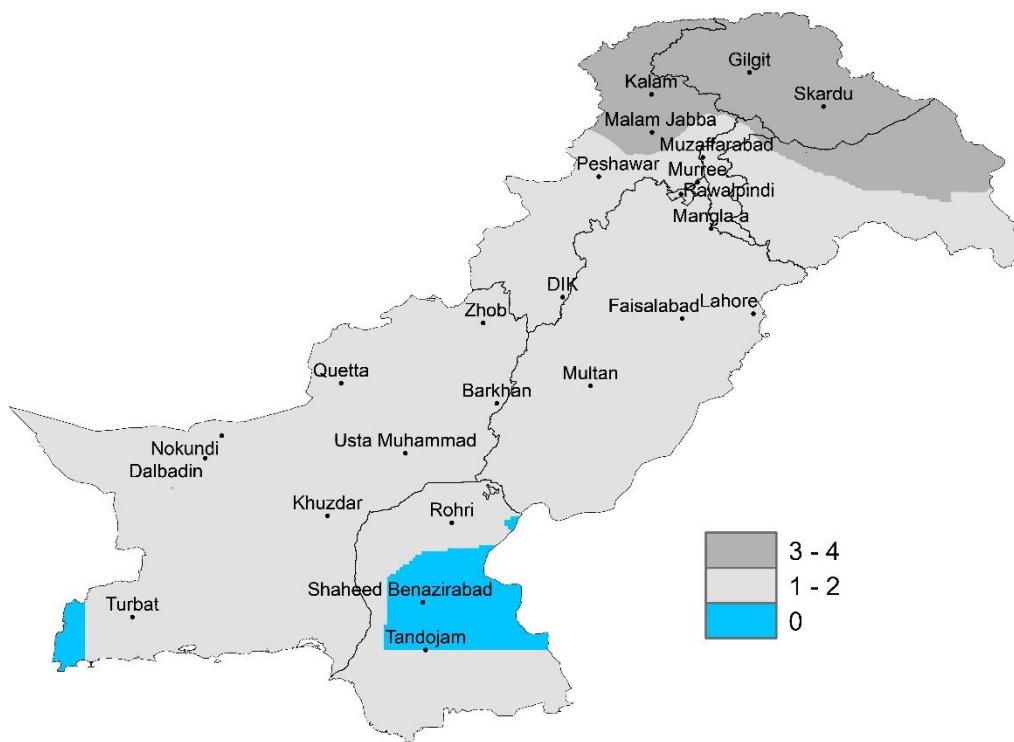 Gilgit
Kalam
Skardu
Malam Jabba
Muzaffarabad
Peshawar
Murree
Rawalpindi
Mangla a
DIK
Zhob
Faisalabad
Lahore
Quetta
Multan
Barkhan
Nokundi
Usta Muhammad
Dalbadin
Khuzdar
Rohri
3 - 4
1 - 2
0
Shaheed Benazirabad
Turbat
Tandojam